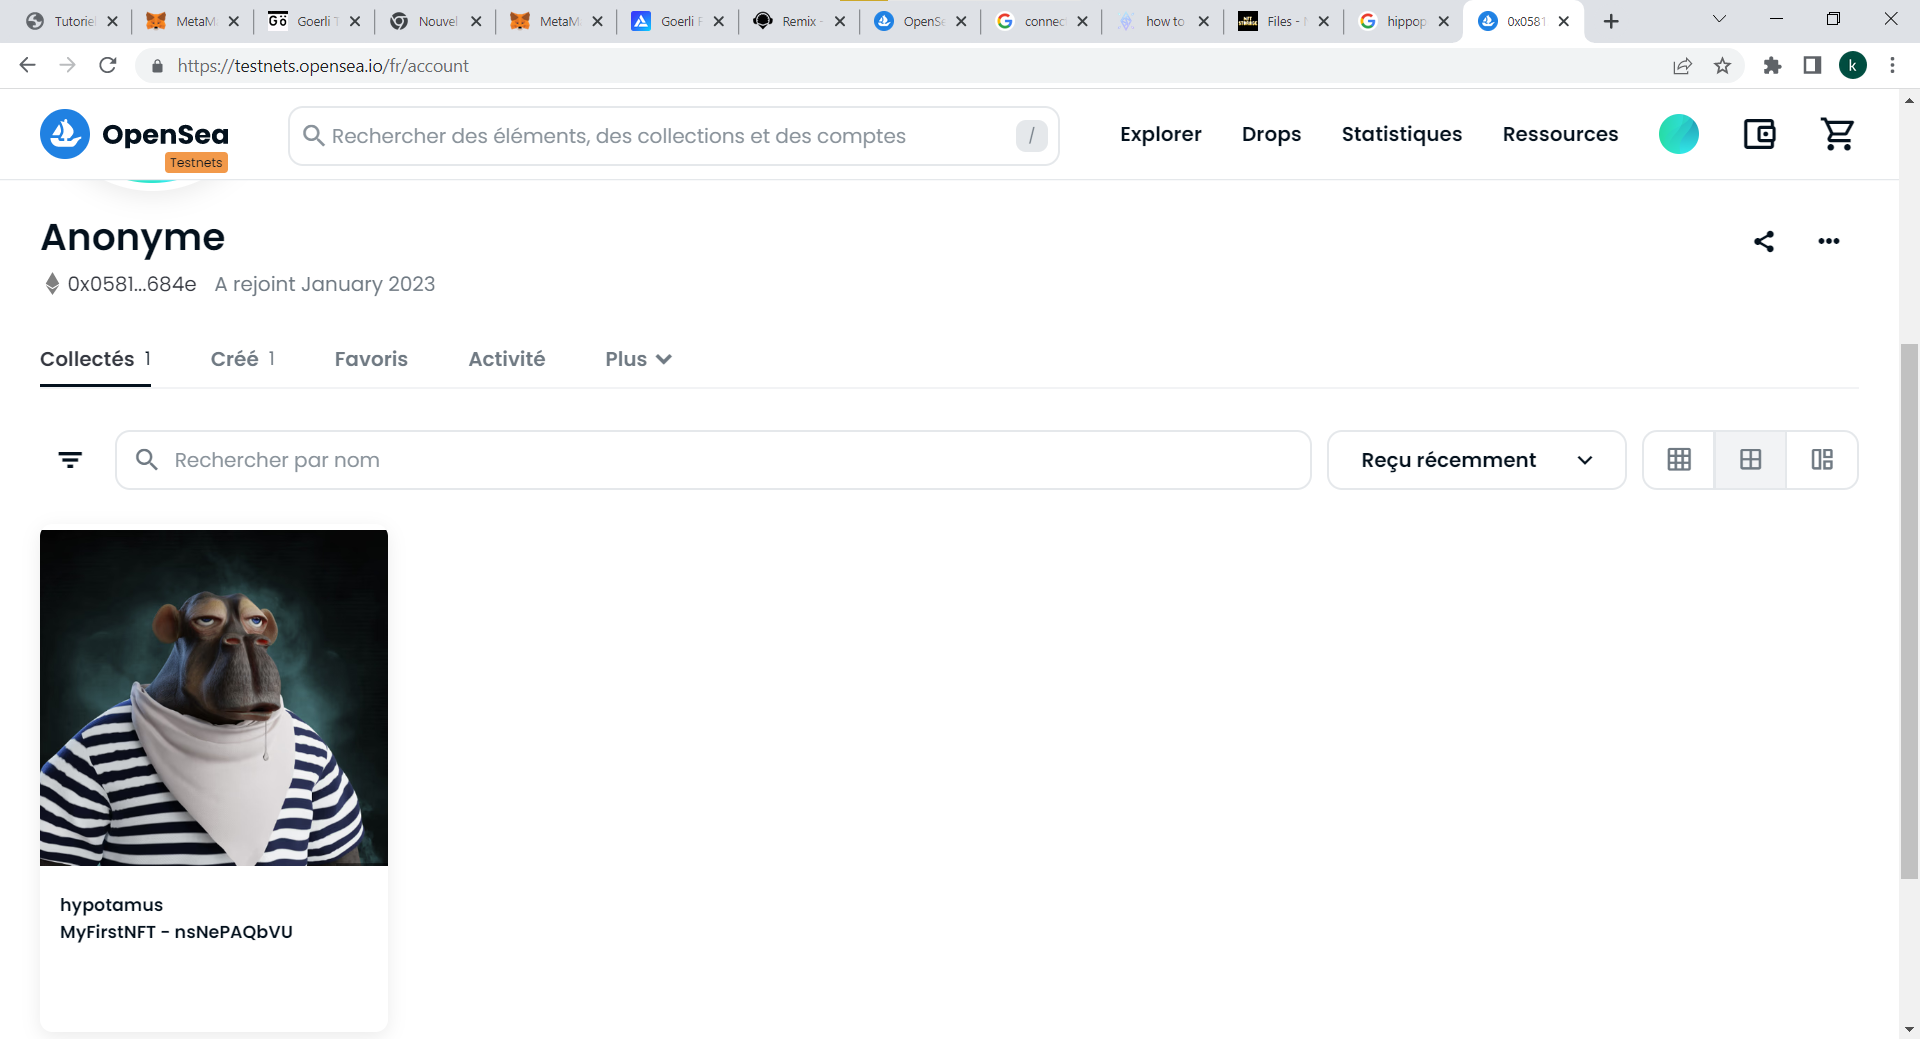 Tutoriel
MetaM
Goerli T
Nouvel
MetaM
Goerli F
Remix -
OpenSe
connec
how to
Files -
hippop
0x0581
https://testnets.opensea.io/fr/account
k
OpenSea
Testnets
Rechercher des éléments, des collections et des comptes
/
Explorer
Drops
Statistiques
Ressources
Anonyme
0x0581...684e A rejoint January 2023
Collectés 1
Créé 1
Favoris
Activité
Plus
Rechercher par nom
Reçu récemment
hypotamus
MyFirstNFT - nsNePAQbVU